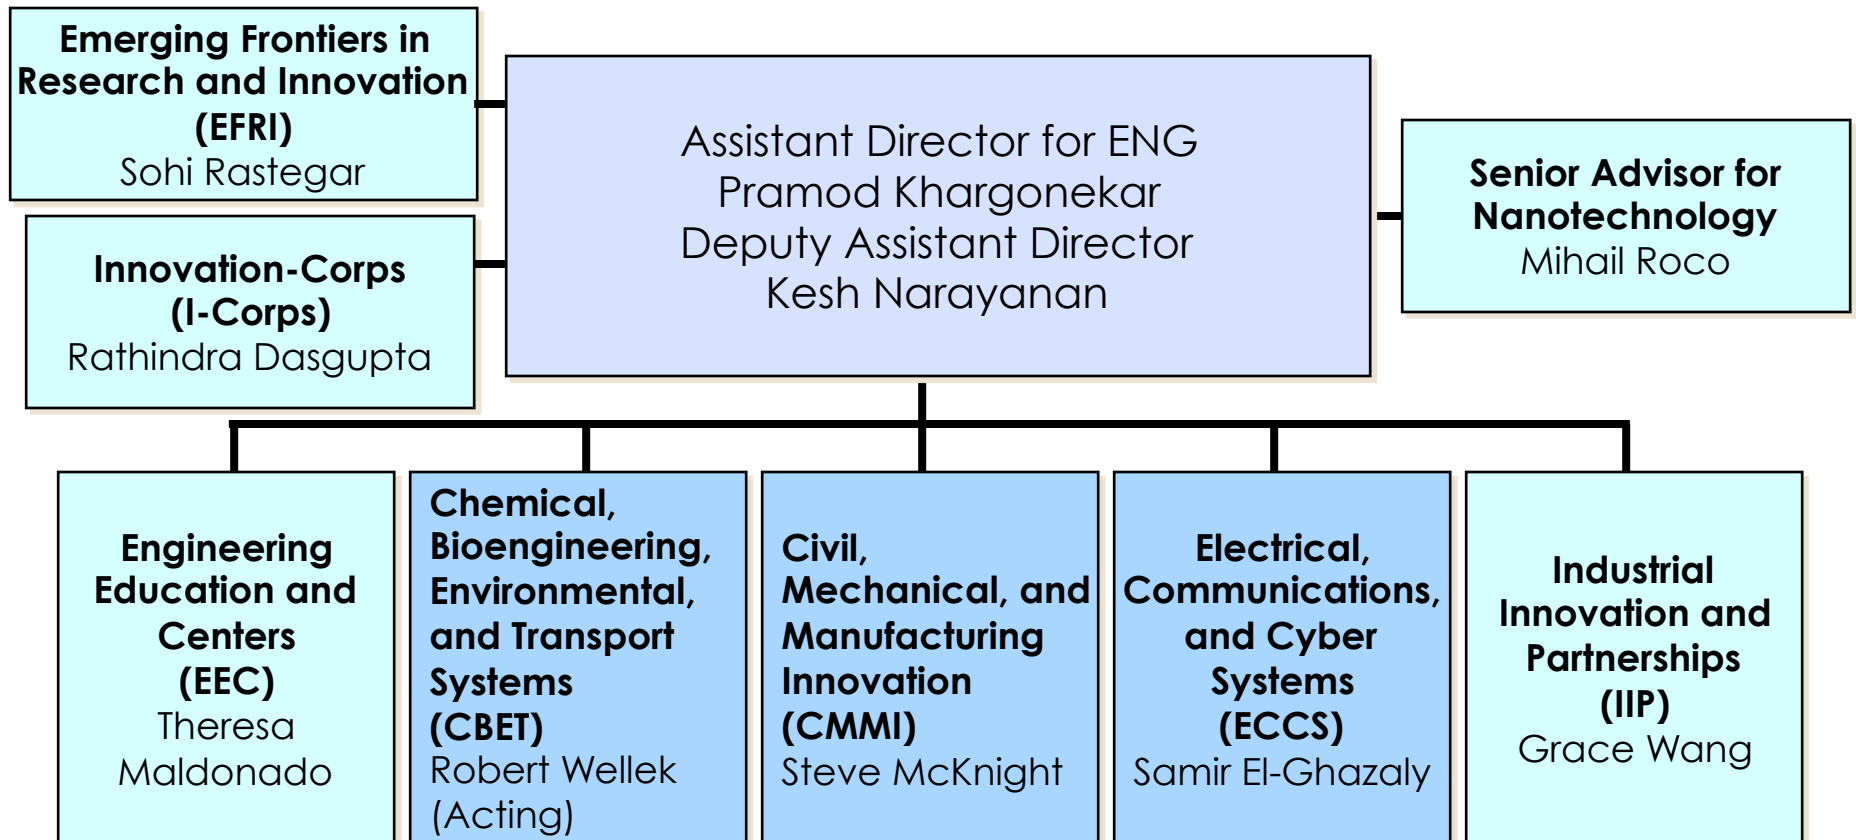 Emerging Frontiers in
Research and Innovation
(EFRI)
Sohi Rastegar
Innovation-Corps
(I-Corps)
Rathindra Dasgupta
Assistant Director for ENG
Pramod Khargonekar
Deputy Assistant Director
Kesh Narayanan
Senior Advisor for
Nanotechnology
Mihail Roco
Engineering
Education and
Centers
(EEC)
Theresa
Maldonado
Chemical,
Bioengineering,
Environmental,
and Transport
Systems
(CBET)
Robert Wellek
(Acting)
Civil,
Mechanical, and
Manufacturing
Innovation
(CMMI)
Steve McKnight
Electrical,
Communications,
and Cyber
Systems
(ECCS)
Samir El-Ghazaly
Industrial
Innovation and
Partnerships
(IIP)
Grace Wang